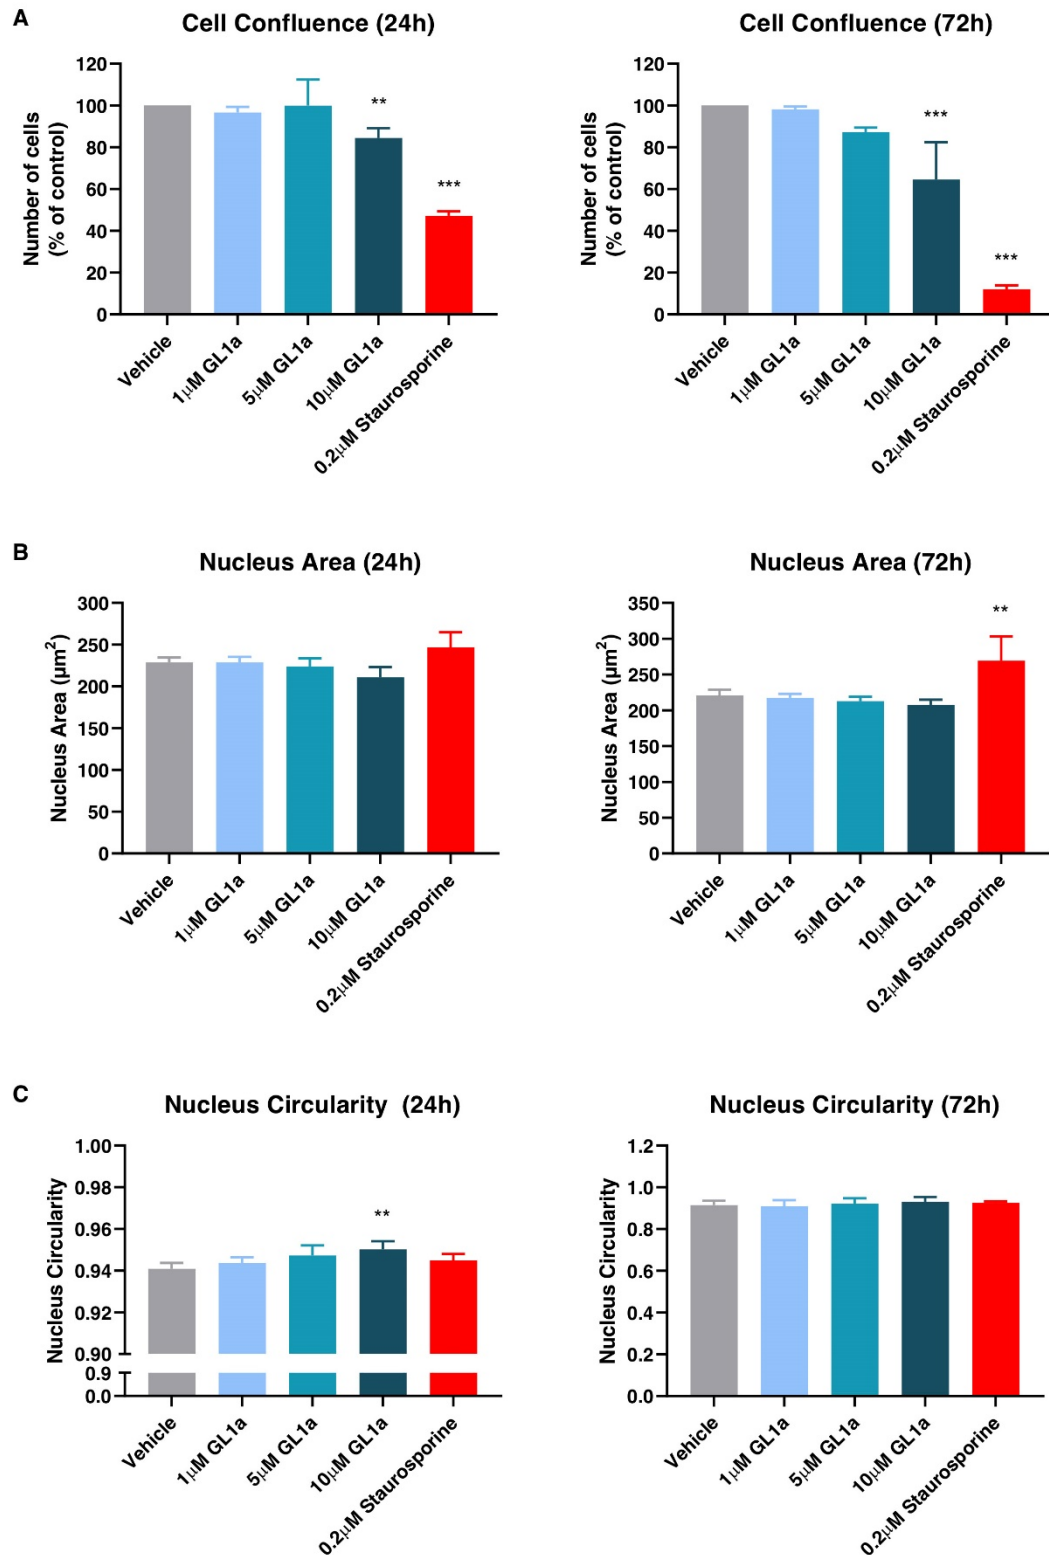 A
Cell Confluence (24h)
Number of cells
(% of control)
120
100
80
60
40
20
0
**
***
Vehicle
1μM GL1a
5μM GL1a
10μM GL1a
0.2μM Staurosporine
Cell Confluence (72h)
Number of cells
(% of control)
120
100
80
60
40
20
0
***
***
Vehicle
1μM GL1a
5μM GL1a
10μM GL1a
0.2μM Staurosporine
B
Nucleus Area (24h)
Nucleus Area (μm²)
300
250
200
150
100
50
0
Vehicle
1μM GL1a
5μM GL1a
10μM GL1a
0.2μM Staurosporine
Nucleus Area (72h)
Nucleus Area (μm²)
350
300
250
200
150
100
50
0
**
Vehicle
1μM GL1a
5μM GL1a
10μM GL1a
0.2μM Staurosporine
C
Nucleus Circularity (24h)
Nucleus Circularity
1.00
0.98
0.96
0.94
0.92
0.90
0.9
0.0
**
Vehicle
1μM GL1a
5μM GL1a
10μM GL1a
0.2μM Staurosporine
Nucleus Circularity (72h)
Nucleus Circularity
1.2
1.0
0.8
0.6
0.4
0.2
0.0
Vehicle
1μM GL1a
5μM GL1a
10μM GL1a
0.2μM Staurosporine